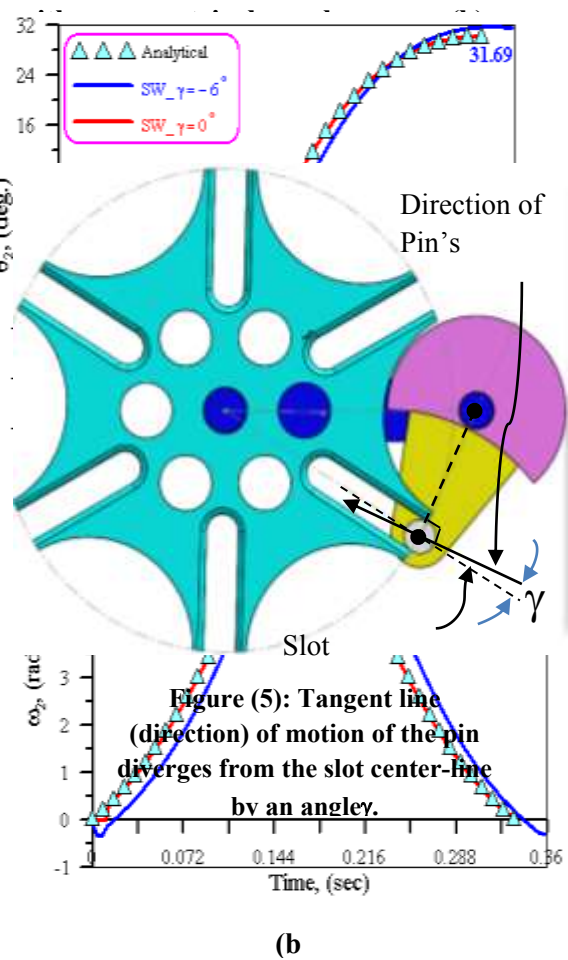 32
Analytical
31.69
24
SW_γ=−6°
SW_γ=0°
16
Direction of
Pin's
γ
Slot
3
2
1
0
-1
Figure (5): Tangent line
(direction) of motion of the pin
diverges from the slot center-line
by an angleγ.
0 0.072 0.144 0.216 0.288 0.36
Time, (sec)
(b